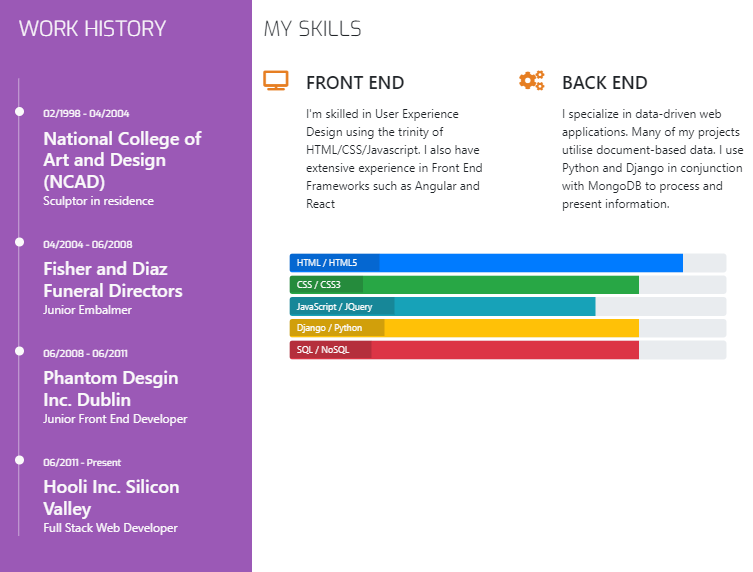 WORK HISTORY
02/1998 - 04/2004
National College of
Art and Design
(NCAD)
Sculptor in residence
04/2004 - 06/2008
Fisher and Diaz
Funeral Directors
Junior Embalmer
06/2008 - 06/2011
Phantom Desgin
Inc. Dublin
Junior Front End Developer
06/2011 - Present
Hooli Inc. Silicon
Valley
Full Stack Web Developer
MY SKILLS
FRONT END
I'm skilled in User Experience
Design using the trinity of
HTML/CSS/Javascript. I also have
extensive experience in Front End
Frameworks such as Angular and
React
BACK END
I specialize in data-driven web
applications. Many of my projects
utilise document-based data. I use
Python and Django in conjunction
with MongoDB to process and
present information.
HTML / HTML5
CSS / CSS3
JavaScript / JQuery
Django / Python
SQL / NoSQL